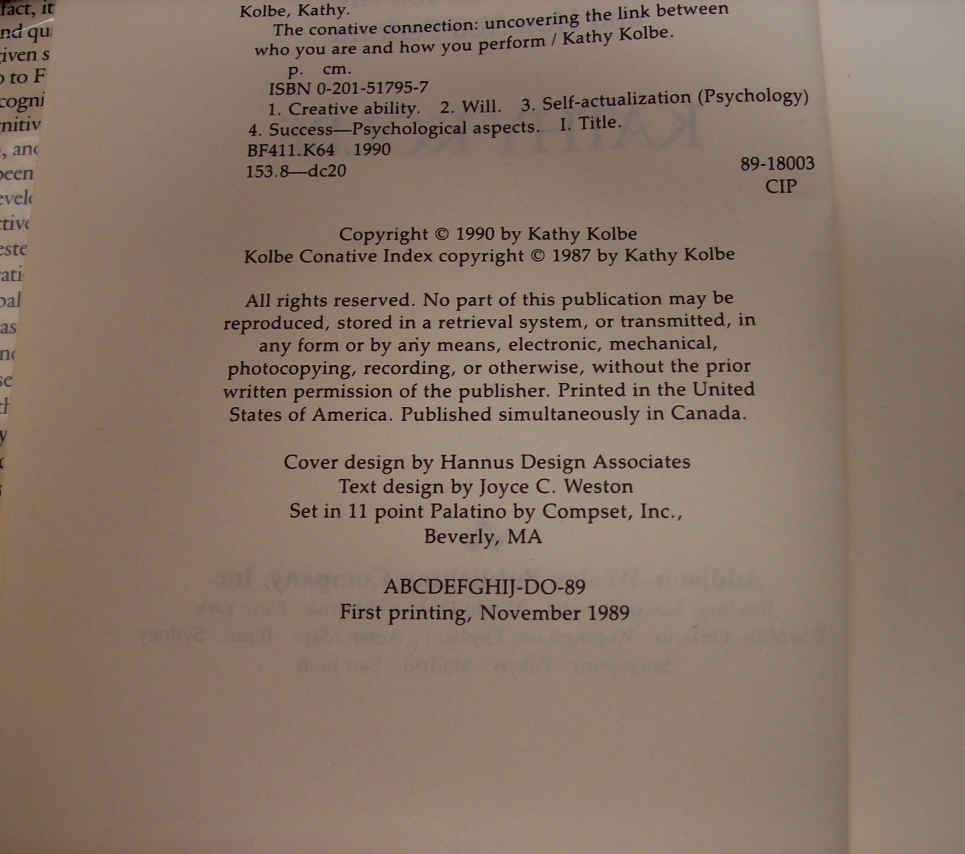 Kolbe, Kathy.
The conative connection: uncovering the link between
who you are and how you perform / Kathy Kolbe.
p. cm.
ISBN 0-201-51795-7
1. Creative ability. 2. Will. 3. Self-actualization (Psychology)
4. Success—Psychological aspects. I. Title.
BF411.K64 1990
153.8—dc20
89-18003
CIP
Copyright © 1990 by Kathy Kolbe
Kolbe Conative Index copyright © 1987 by Kathy Kolbe
All rights reserved. No part of this publication may be
reproduced, stored in a retrieval system, or transmitted, in
any form or by any means, electronic, mechanical,
photocopying, recording, or otherwise, without the prior
written permission of the publisher. Printed in the United
States of America. Published simultaneously in Canada.
Cover design by Hannus Design Associates
Text design by Joyce C. Weston
Set in 11 point Palatino by Compset, Inc.,
Beverly, MA
ABCDEFGHIJ-DO-89
First printing, November 1989